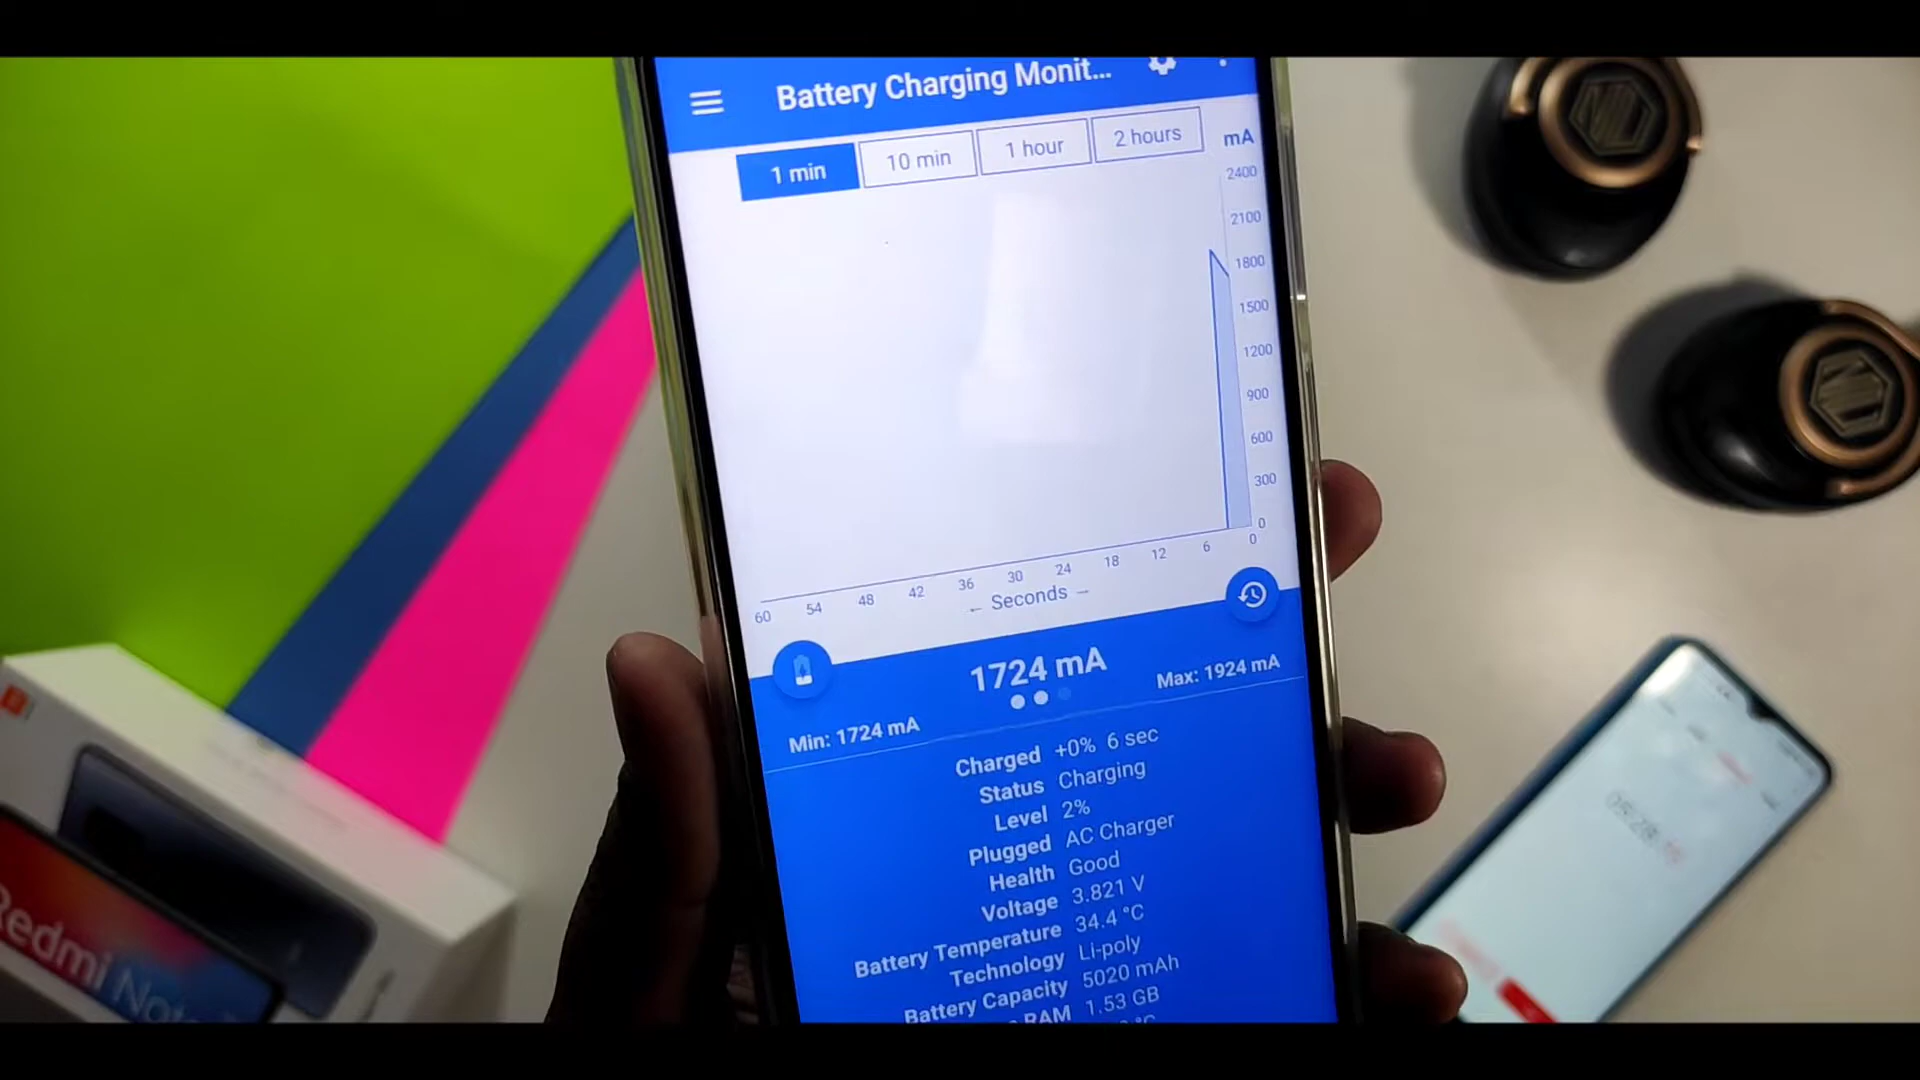 Battery Charging Monit...
1 min
10 min
1 hour
2 hours
mA
2400
2100
1800
1500
1200
900
600
300
0
60 54 48 42 36 30 24 18 12 6 0
← Seconds →
1724 mA
Min: 1724 mA
Max: 1924 mA
Charged +0% 6 sec
Status Charging
Level 2%
Plugged AC Charger
Health Good
Voltage 3.821 V
Battery Temperature 34.4 °C
Technology Li-poly
Battery Capacity 5020 mAh
RAM 1.53 GB
°C
Redmi Note